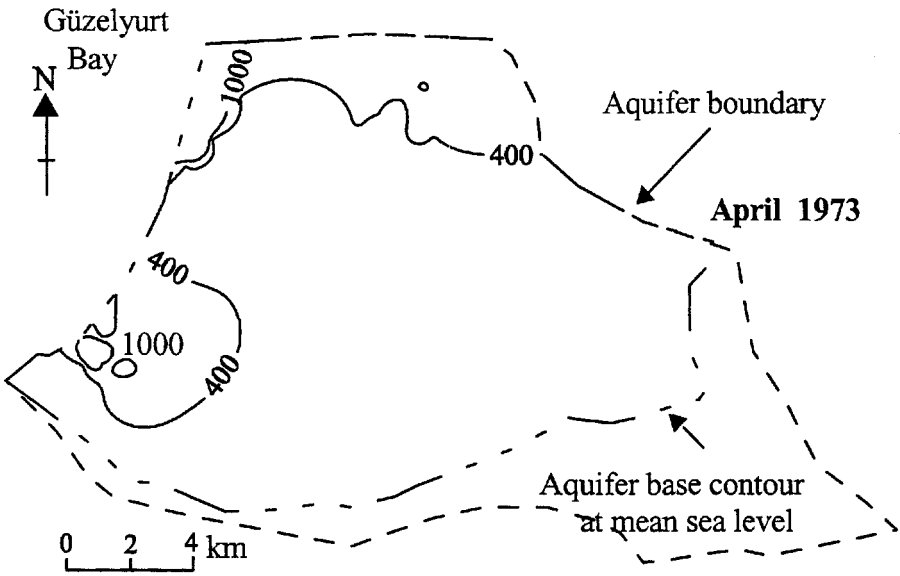 Güzelyurt
Bay
N
1000
Aquifer boundary
400
April 1973
400
1000
400
Aquifer base contour
at mean sea level
0 2 4 km